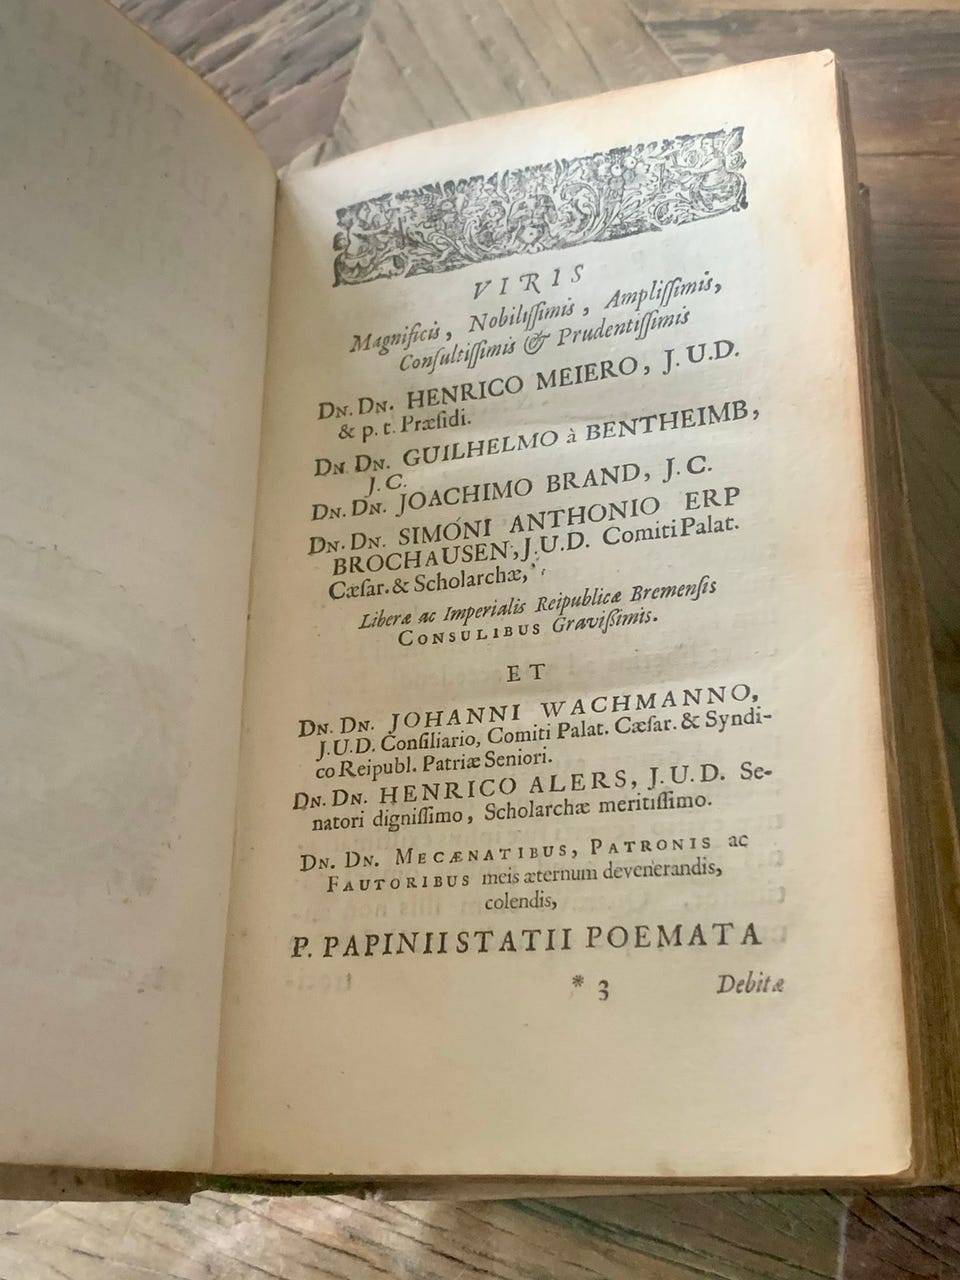 VIRIS
Magnificis, Nobiliſſimis, Ampliſſimis,
Conſultiſſimis & Prudentiſſimis
DN. DN. HENRICO MEIERO, J.U.D.
& p. t. Præſidi.
DN. DN. GUILHELMO à BENTHEIMB,
J.C.
DN. DN. JOACHIMO BRAND, J.C.
DN. DN. SIMONI ANTHONIO ERP
BROCHAUSEN, J.U.D. Comiti Palat.
Cæſar. & Scholarchæ,
Liberæ ac Imperialis Reipublicæ Bremenſis
CONSULIBUS Graviſſimis.
ET
DN. DN. JOHANNI WACHMANNO,
J.U.D. Conſiliario, Comiti Palat. Cæſar. & Syndi-
co Reipubl. Patriæ Seniori.
DN. DN. HENRICO ALERS, J.U.D. Se-
natori digniſſimo, Scholarchæ meritiſſimo.
DN. DN. MECÆNATIBUS, PATRONIS ac
FAUTORIBUS meis æternum devenerandis,
colendis,
P. PAPINII STATII POEMATA
* 3 Debitæ